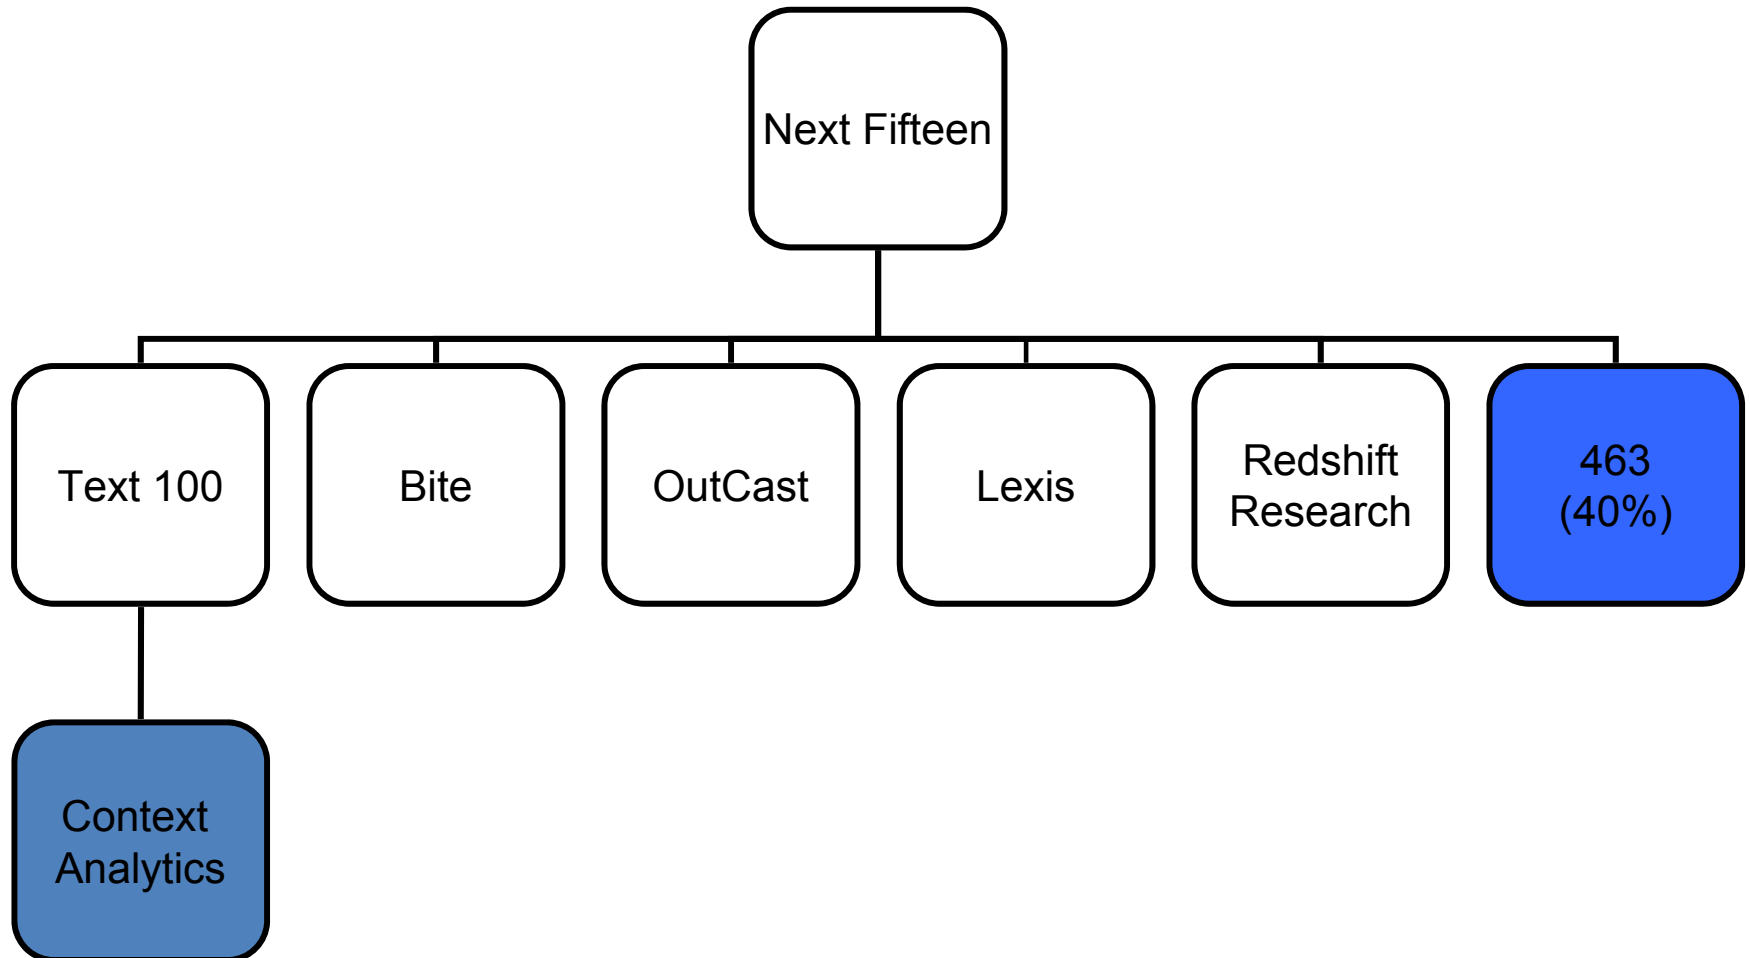 Next Fifteen
Text 100
Bite
OutCast
Lexis
Redshift
Research
463
(40%)
Context
Analytics